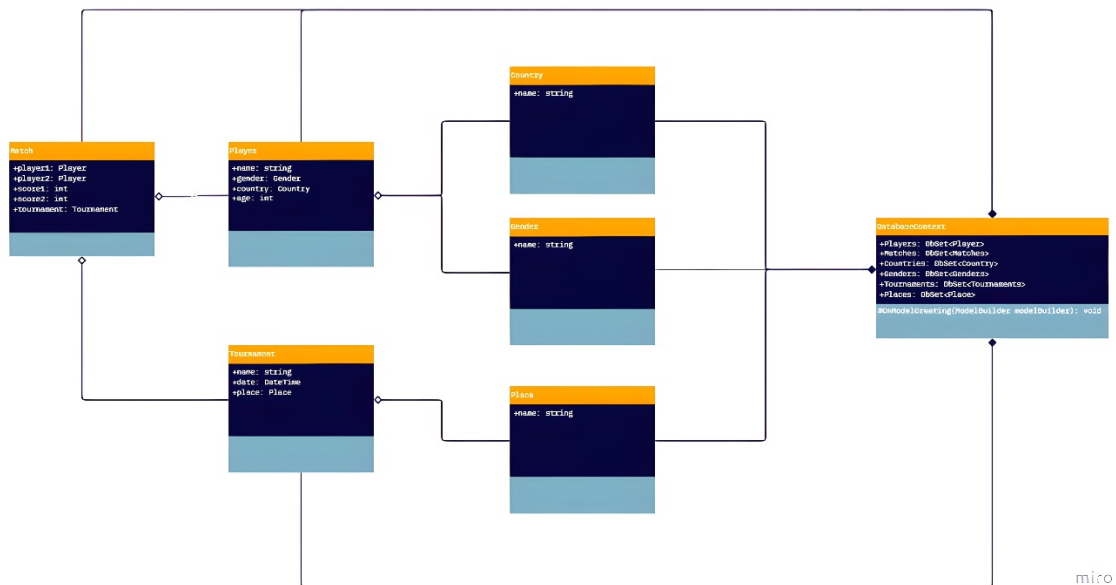 Country
+name: string
Match
+player1: Player
+player2: Player
+score1: int
+score2: int
+tournament: Tournament
Player
+name: string
+gender: Gender
+country: Country
+age: int
Gender
+name: string
DatabaseContext
+Players: DbSet<Player>
+Matches: DbSet<Matches>
+Countries: DbSet<Country>
+Genders: DbSet<Genders>
+Tournaments: DbSet<Tournaments>
+Places: DbSet<Place>
#OnModelCreating(ModelBuilder modelBuilder): void
Tournament
+name: string
+date: DateTime
+place: Place
Place
+name: string
miro